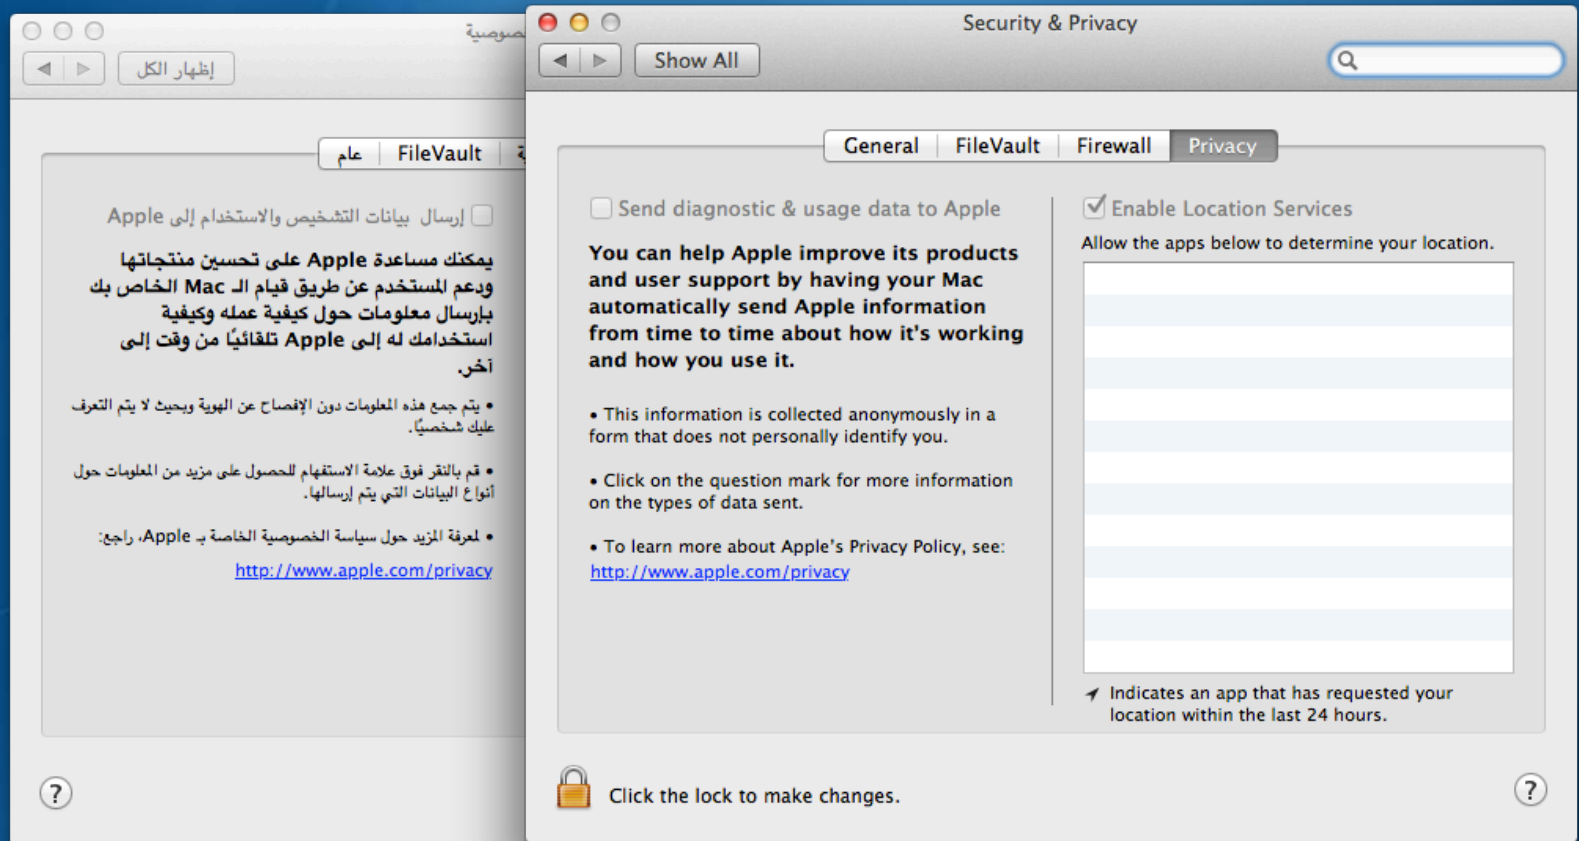 الخصوصية
إظهار الكل
عام
FileVault
إرسال بيانات التشخيص والاستخدام إلى Apple
يمكنك مساعدة Apple على تحسين منتجاتها
ودعم المستخدم عن طريق قيام الـ Mac الخاص بك
بإرسال معلومات حول كيفية عمله وكيفية
استخدامك له إلى Apple تلقائيًا من وقت إلى
آخر.
• يتم جمع هذه المعلومات دون الإفصاح عن الهوية وبحيث لا يتم التعرف
عليك شخصيًا.
• قم بالنقر فوق علامة الاستفهام للحصول على مزيد من المعلومات حول
أنواع البيانات التي يتم إرسالها.
• لمعرفة المزيد حول سياسة الخصوصية الخاصة بـ Apple، راجع:
http://www.apple.com/privacy
?
Security & Privacy
Show All
General FileVault Firewall Privacy
Send diagnostic & usage data to Apple
You can help Apple improve its products
and user support by having your Mac
automatically send Apple information
from time to time about how it's working
and how you use it.
• This information is collected anonymously in a
form that does not personally identify you.
• Click on the question mark for more information
on the types of data sent.
• To learn more about Apple's Privacy Policy, see:
http://www.apple.com/privacy
Enable Location Services
Allow the apps below to determine your location.
Indicates an app that has requested your
location within the last 24 hours.
Click the lock to make changes.
?